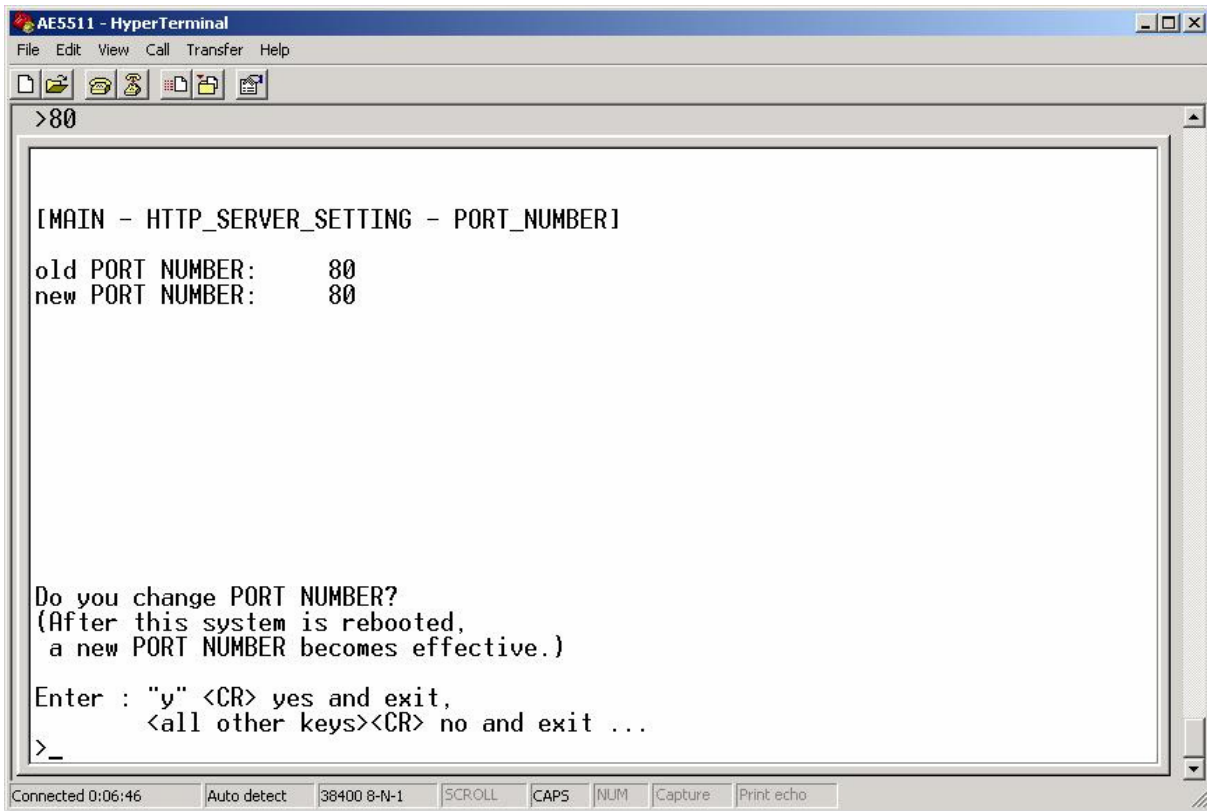 AE5511 - HyperTerminal
File Edit View Call Transfer Help
>80
[MAIN - HTTP_SERVER_SETTING - PORT_NUMBER]
old PORT NUMBER: 80
new PORT NUMBER: 80
Do you change PORT NUMBER?
(After this system is rebooted,
a new PORT NUMBER becomes effective.)
Enter : "y" <CR> yes and exit,
<all other keys><CR> no and exit ...
>_
Connected 0:06:46 Auto detect 38400 8-N-1 SCROLL CAPS NUM Capture Print echo